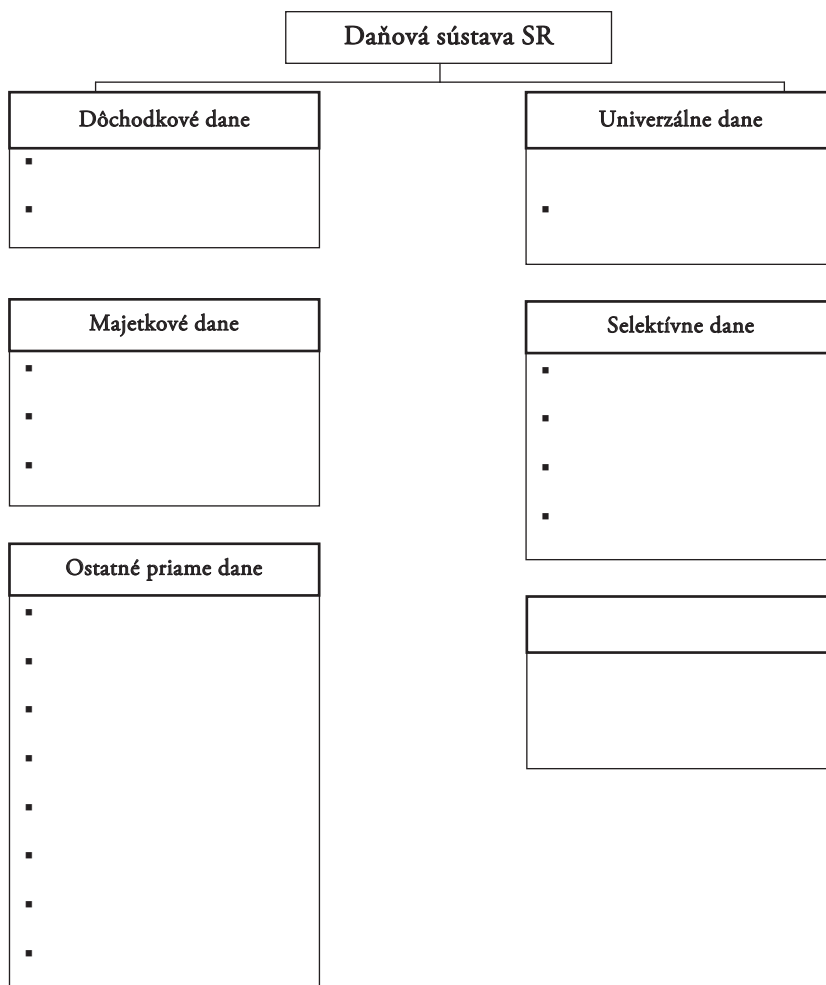 Daňová sústava SR
Dôchodkové dane
Univerzálne dane
Majetkové dane
Selektívne dane
Ostatné priame dane